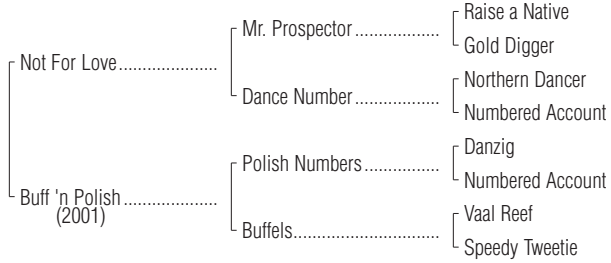 Raise a Native
Mr. Prospector ..................
Gold Digger
Not For Love.....................
Northern Dancer
Dance Number ..................
Numbered Account
Danzig
Polish Numbers................
Numbered Account
Buff 'n Polish ....................
(2001)
Vaal Reef
Buffels...............................
Speedy Tweetie